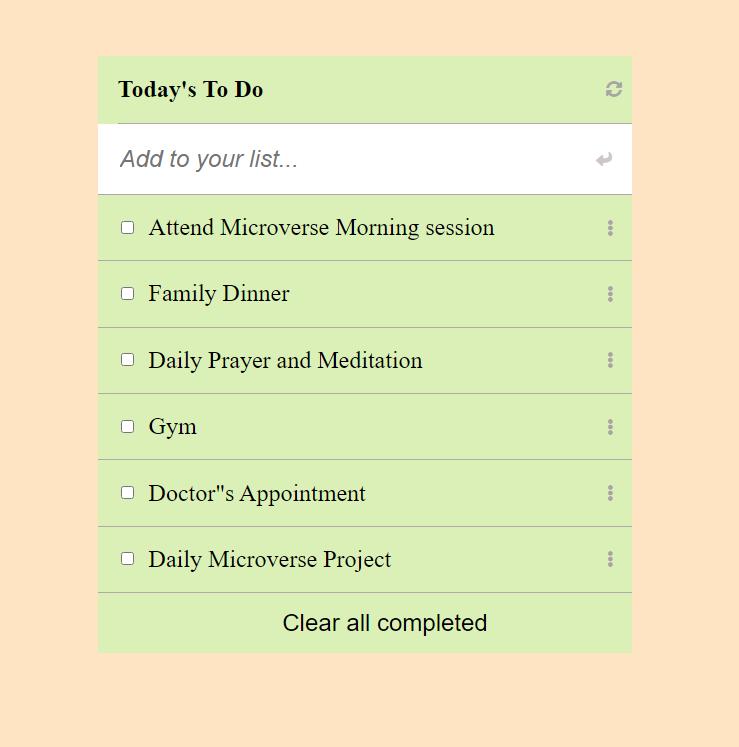 Today's To Do
Add to your list...
Attend Microverse Morning session
Family Dinner
Daily Prayer and Meditation
Gym
Doctor"s Appointment
Daily Microverse Project
Clear all completed